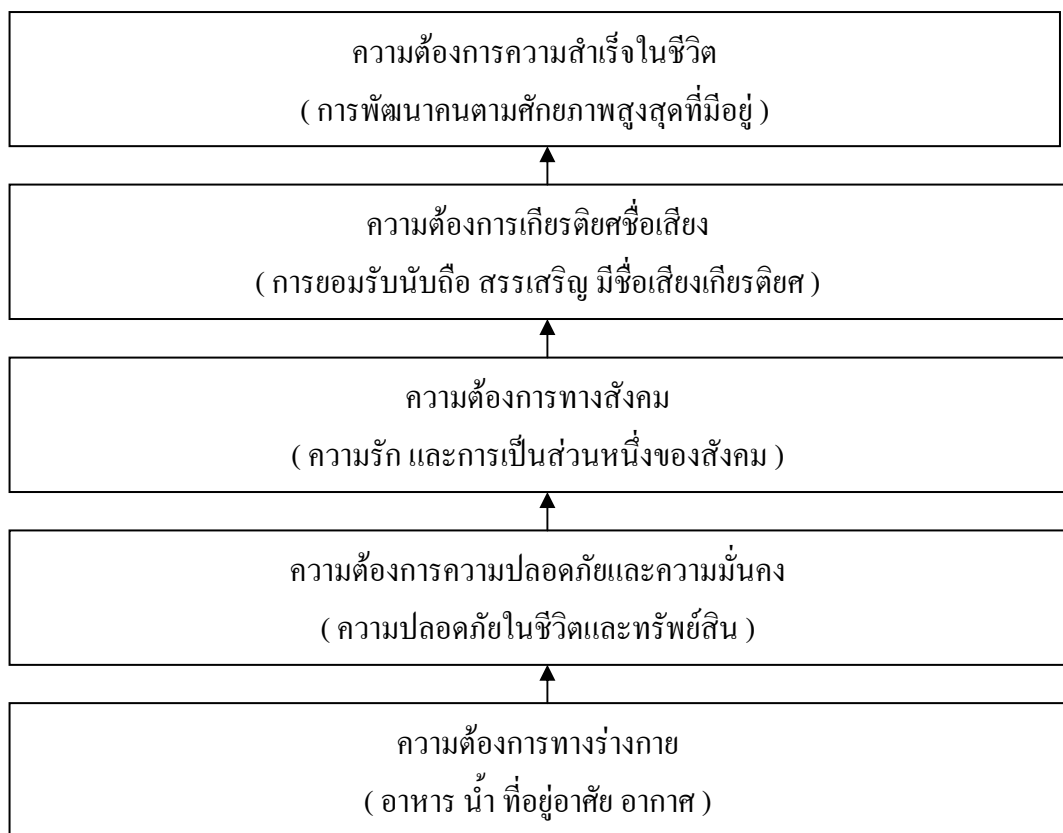 ความต้องการความสำเร็จในชีวิต
( การพัฒนาคนตามศักยภาพสูงสุดที่มีอยู่ )
ความต้องการเกียรติยศชื่อเสียง
( การยอมรับนับถือ สรรเสริญ มีชื่อเสียงเกียรติยศ )
ความต้องการทางสังคม
( ความรัก และการเป็นส่วนหนึ่งของสังคม )
ความต้องการความปลอดภัยและความมั่นคง
( ความปลอดภัยในชีวิตและทรัพย์สิน )
ความต้องการทางร่างกาย
( อาหาร น้ำ ที่อยู่อาศัย อากาศ )